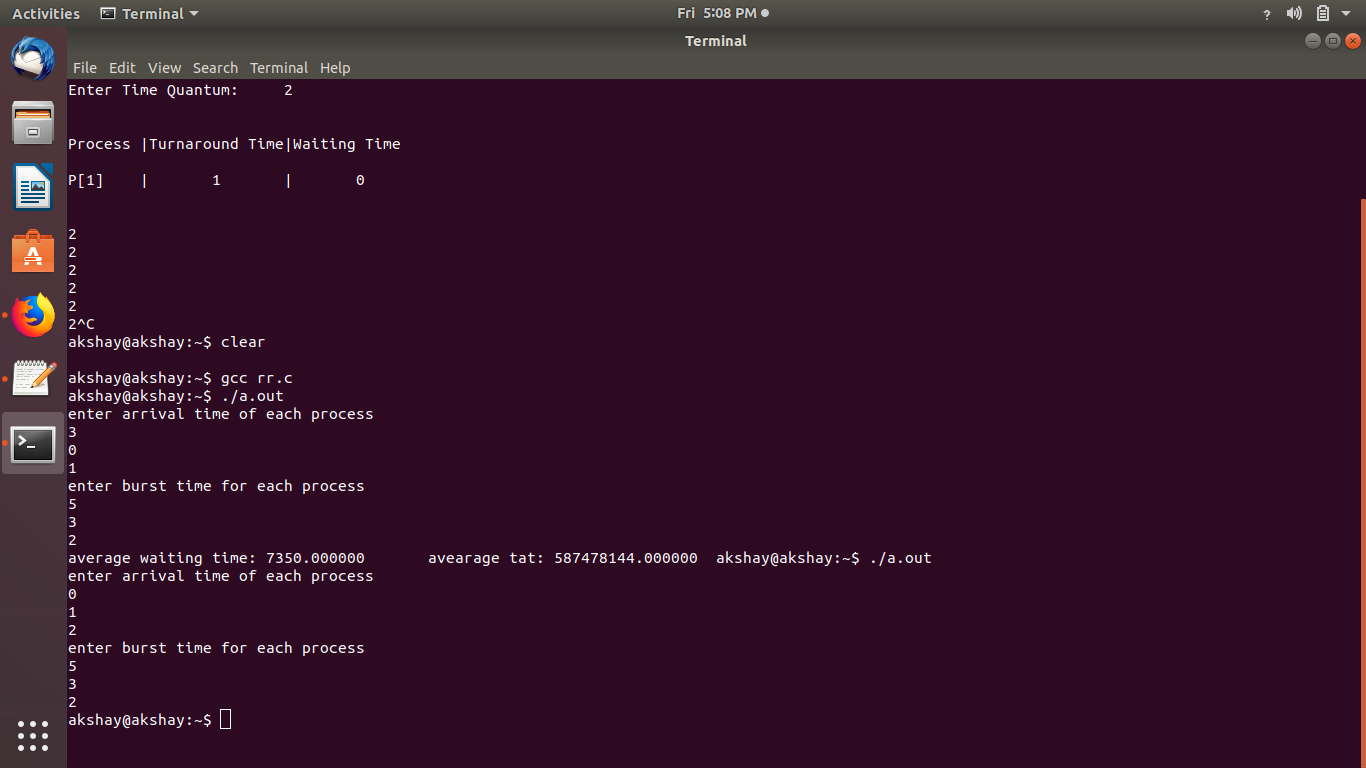 Activities Terminal Fri 5:08 PM ?
Terminal
File Edit View Search Terminal Help
Enter Time Quantum: 2
Process |Turnaround Time|Waiting Time
P[1] | 1 | 0
2
2
2
2
2
2^C
akshay@akshay:~$ clear
akshay@akshay:~$ gcc rr.c
akshay@akshay:~$ ./a.out
enter arrival time of each process
3
0
1
enter burst time for each process
5
3
2
average waiting time: 7350.000000 avearage tat: 587478144.000000 akshay@akshay:~$ ./a.out
enter arrival time of each process
0
1
2
enter burst time for each process
5
3
2
akshay@akshay:~$